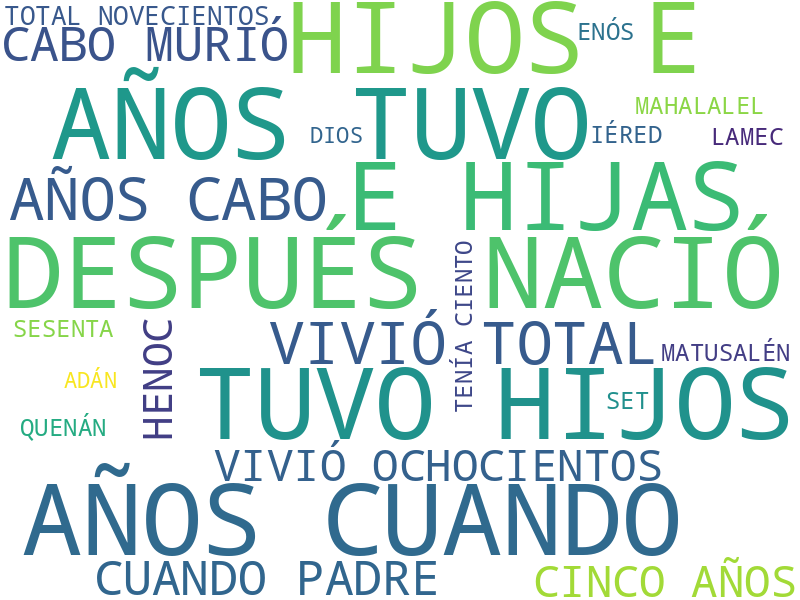 TOTAL NOVECIENTOS
CABO MURIÓ
HIJOS E
ENÓS
AÑOS TUVO
MAHALALEL
DIOS
IÉRED
LAMEC
AÑOS CABO
E HIJAS
DESPUÉS NACIÓ
TENÍA CIENTO
SESENTA
HENOC
VIVIÓ TOTAL
MATUSALÉN
ADÁN
TUVO HIJOS
SET
QUENÁN
VIVIÓ OCHOCIENTOS
AÑOS CUANDO
CUANDO PADRE
CINCO AÑOS